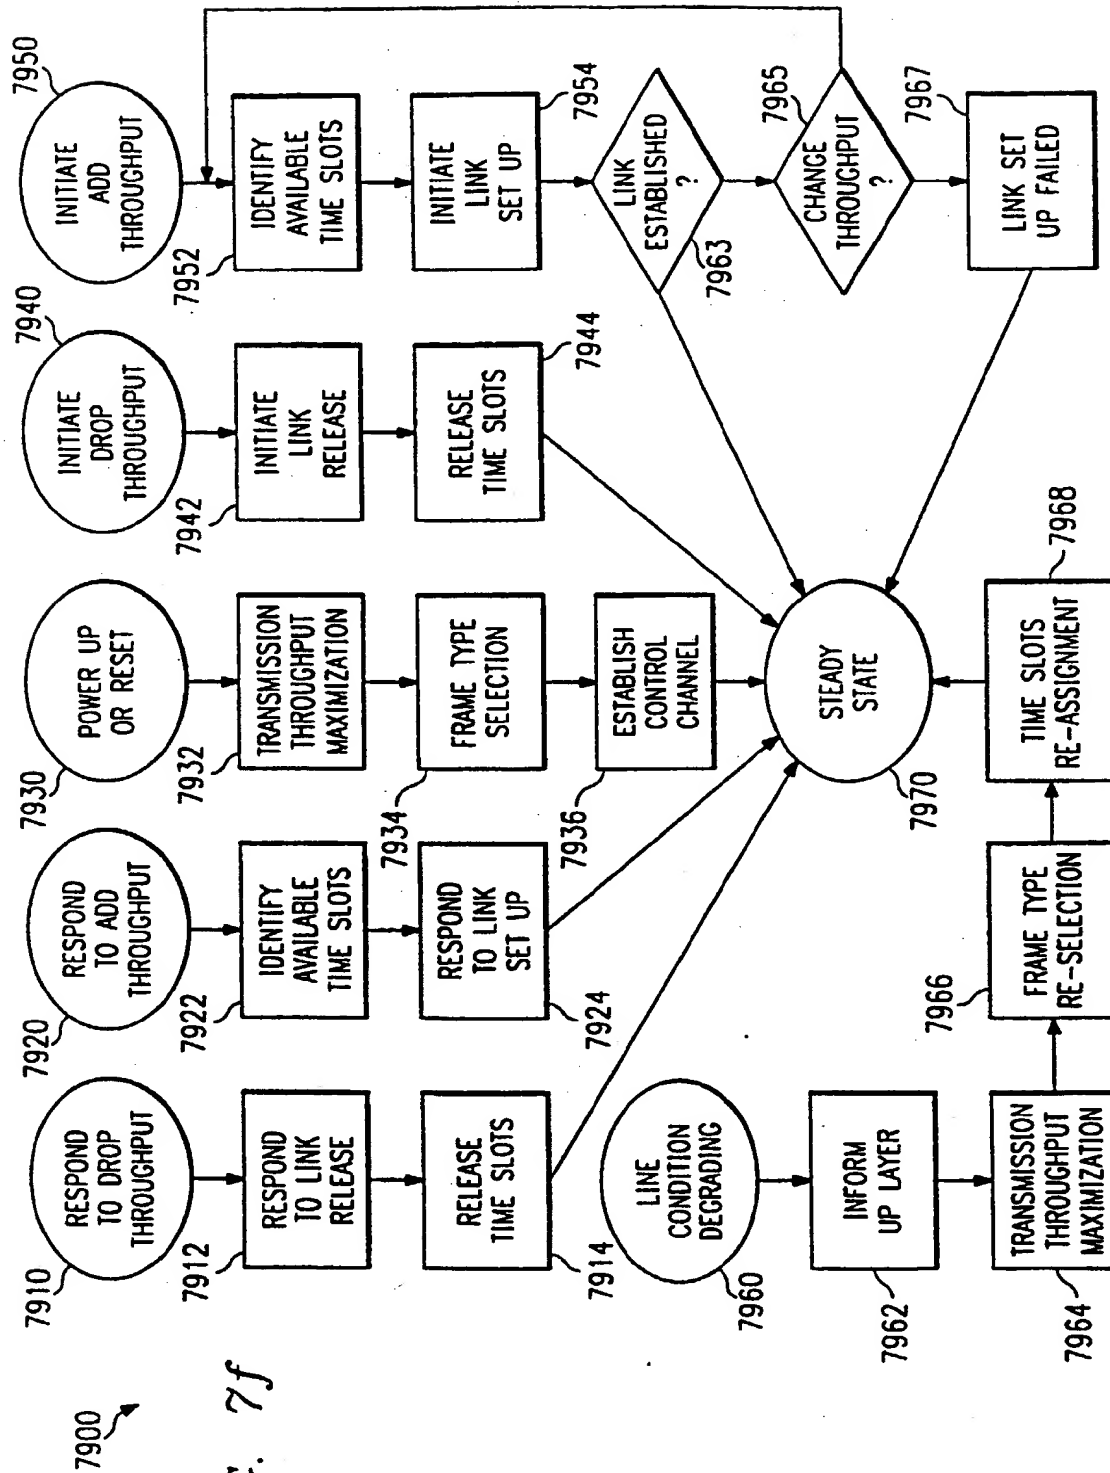 7900
7f
7910
RESPOND
TO DROP
THROUGHPUT
7912
RESPOND
TO LINK
RELEASE
7914
RELEASE
TIME SLOTS
7920
RESPOND
TO ADD
THROUGHPUT
7922
IDENTIFY
AVAILABLE
TIME SLOTS
7924
RESPOND
TO LINK
SET UP
7930
POWER UP
OR RESET
7932
TRANSMISSION
THROUGHPUT
MAXIMIZATION
7934
FRAME TYPE
SELECTION
7936
ESTABLISH
CONTROL
CHANNEL
7940
INITIATE
DROP
THROUGHPUT
7942
INITIATE
LINK
RELEASE
7944
RELEASE
TIME SLOTS
7950
INITIATE
ADD
THROUGHPUT
7952
IDENTIFY
AVAILABLE
TIME SLOTS
7954
INITIATE
LINK
SET UP
7963
LINK
ESTABLISHED
?
7965
CHANGE
THROUGHPUT
?
7967
LINK SET
UP FAILED
7960
LINE
CONDITION
DEGRADING
7962
INFORM
UP LAYER
7964
TRANSMISSION
THROUGHPUT
MAXIMIZATION
7966
FRAME TYPE
RE-SELECTION
7968
TIME SLOTS
RE-ASSIGNMENT
7970
STEADY
STATE